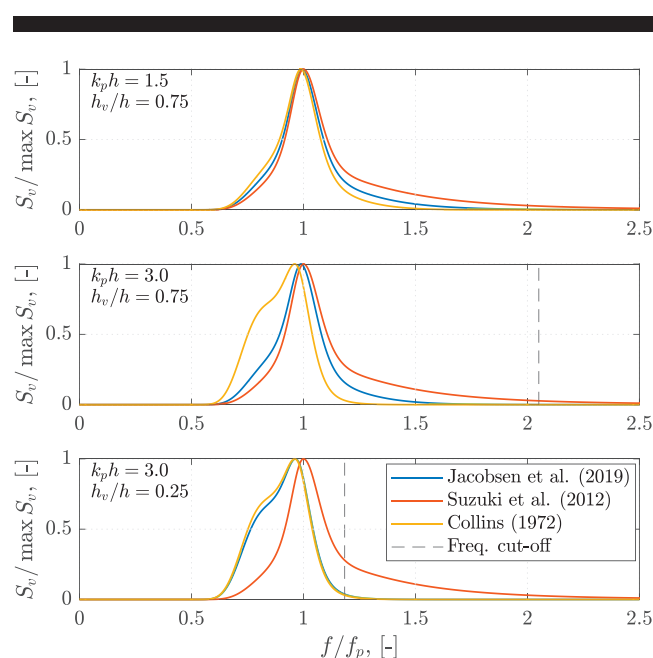 1
k_p h = 1.5
h_v/h = 0.75
S_v/ max S_v, [-]
0.5
0
0 0.5 1 1.5 2 2.5
1
k_p h = 3.0
h_v/h = 0.75
S_v/ max S_v, [-]
0.5
0
0 0.5 1 1.5 2 2.5
1
k_p h = 3.0
h_v/h = 0.25
S_v/ max S_v, [-]
0.5
0
Jacobsen et al. (2019)
Suzuki et al. (2012)
Collins (1972)
Freq. cut-off
0 0.5 1 1.5 2 2.5
f/f_p, [-]